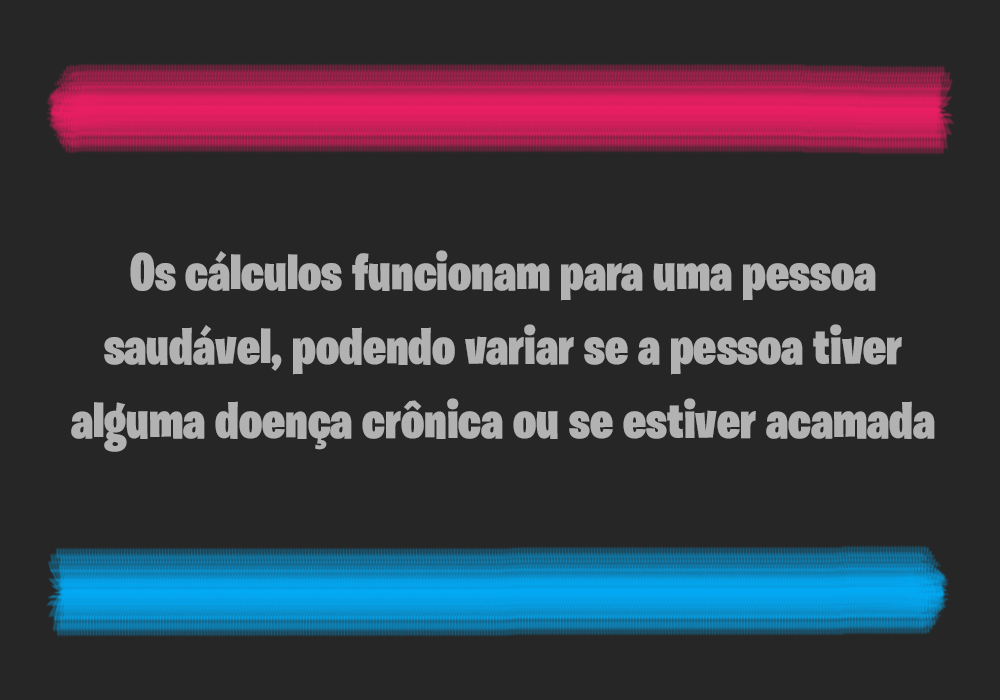 Os cálculos funcionam para uma pessoa
saudável, podendo variar se a pessoa tiver
alguma doença crônica ou se estiver acamada